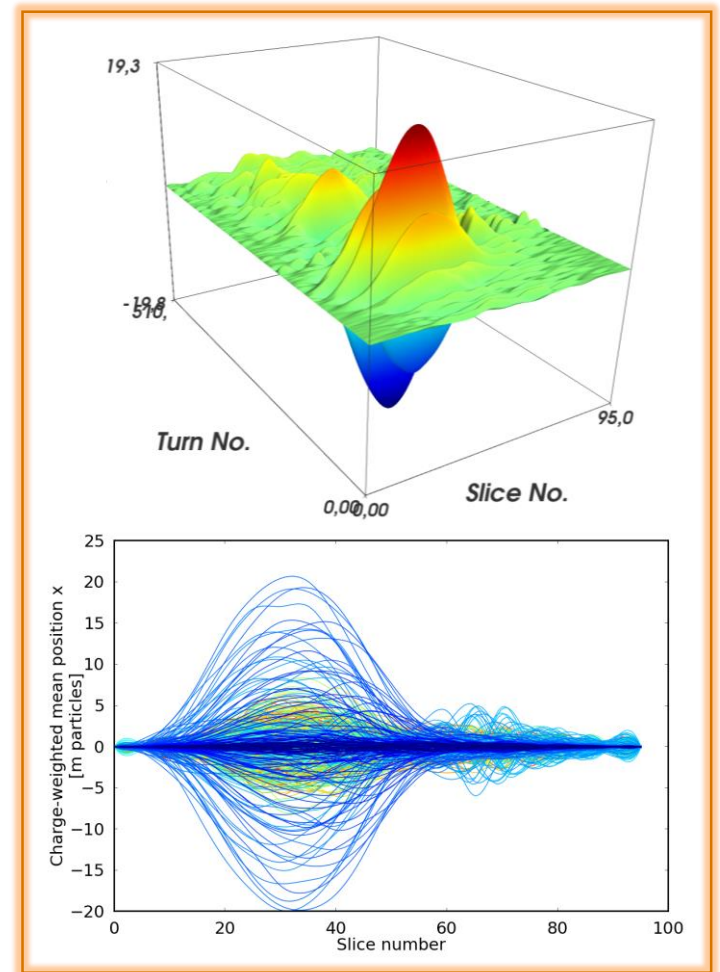 19,3
-19,8
510,
Turn No.
95,0
Slice No.
0,00
0,00
25
20
15
10
5
0
−5
−10
−15
−20
Charge-weighted mean position x
[m particles]
0 20 40 60 80 100
Slice number